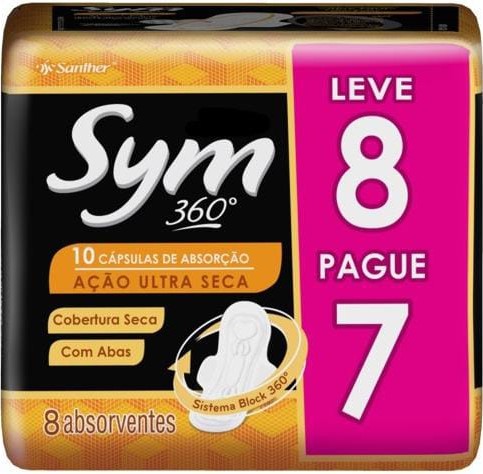 Santher
Sym
360°
10 CÁPSULAS DE ABSORÇÃO
AÇÃO ULTRA SECA
Cobertura Seca
Com Abas
Sistema Block 360°
8 absorventes
LEVE
8
PAGUE
7